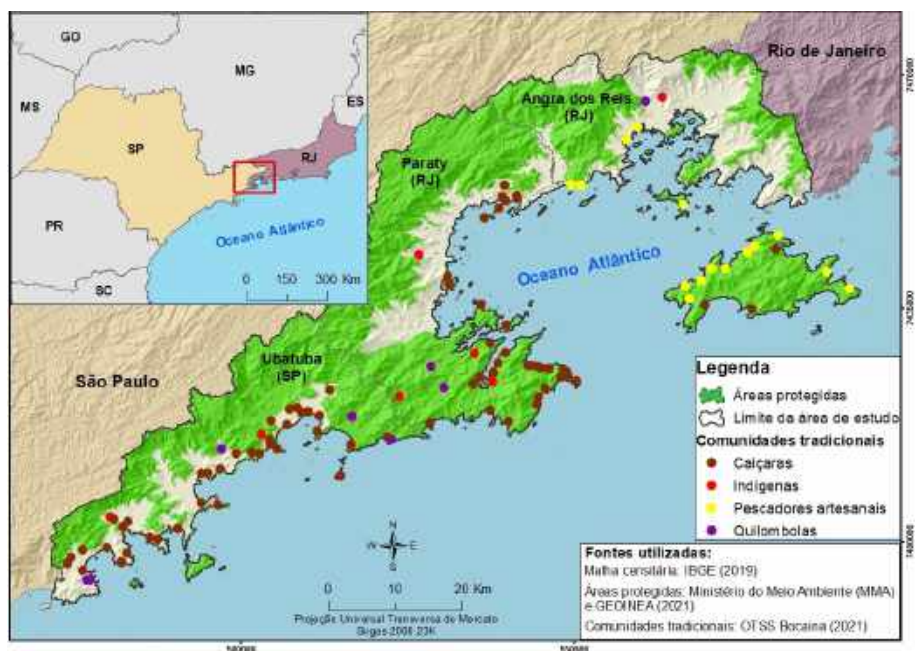 GO
MG
MS
ES
SP
RJ
PR
Oceano Atlântico
0 150 300 Km
SC
Rio de Janeiro
Angra dos Reis
(RJ)
Paraty
(RJ)
Oceano Atlântico
Ubatuba
(SP)
São Paulo
Legenda
Áreas protegidas
Limite da área de estudo
Comunidades tradicionais
Caiçaras
Indígenas
Pescadores artesanais
Quilombolas
N
W E
S
0 10 20 Km
Projeção Universal Transversa de Mercato
Sirgas 2000 23K
Fontes utilizadas:
Malha censitária: IBGE (2019)
Áreas protegidas: Ministério do Meio Ambiente (MMA)
e GEOINEA (2021)
Comunidades tradicionais: OTSS Bocaina (2021)